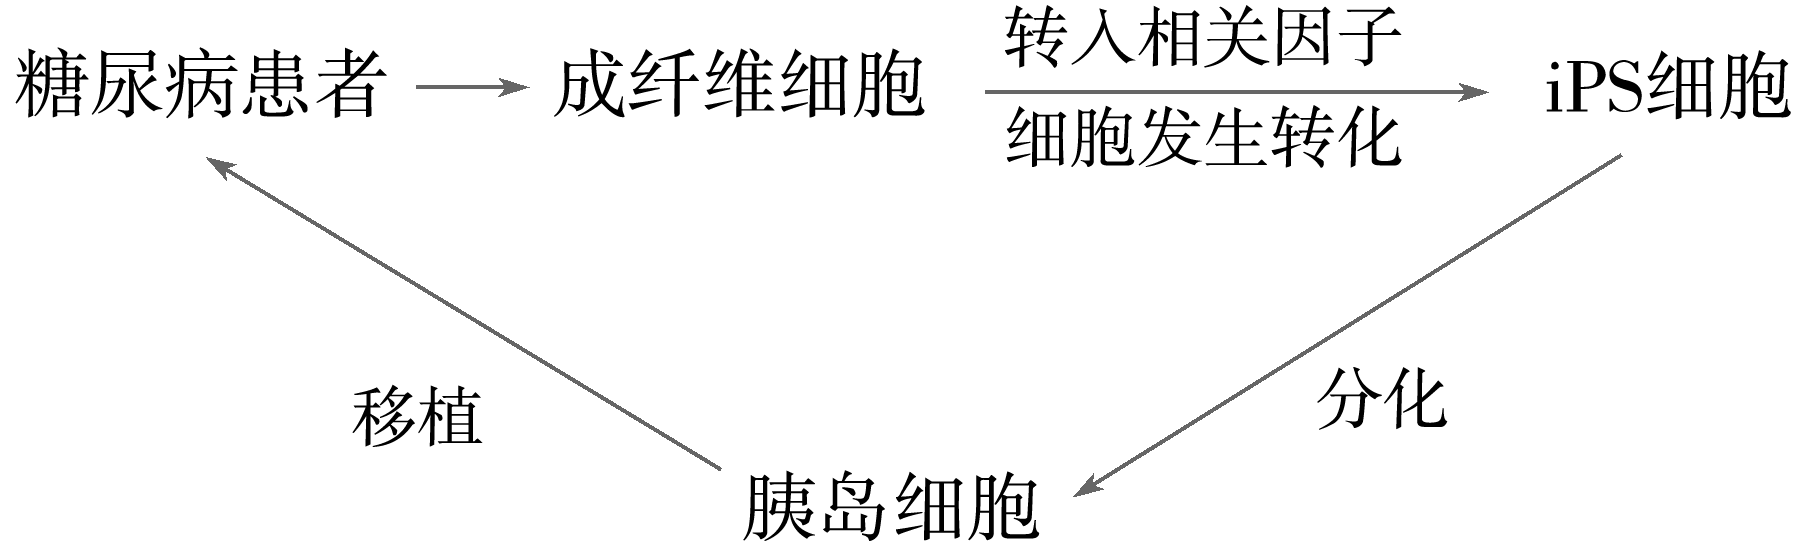 糖尿病患者
成纤维细胞
转入相关因子
细胞发生转化
iPS细胞
分化
胰岛细胞
移植